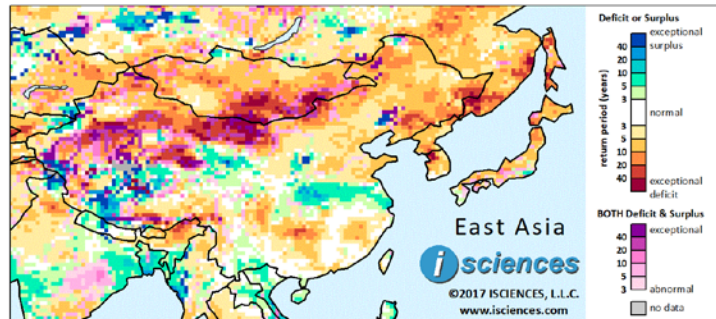 Deficit or Surplus
exceptional
surplus
40
20
10
5
3
normal
3
5
10
20
40
exceptional
deficit
return period (years)
BOTH Deficit & Surplus
exceptional
40
20
10
5
3
abnormal
no data
East Asia
i sciences
©2017 ISCIENCES, L.L.C.
www.isciences.com